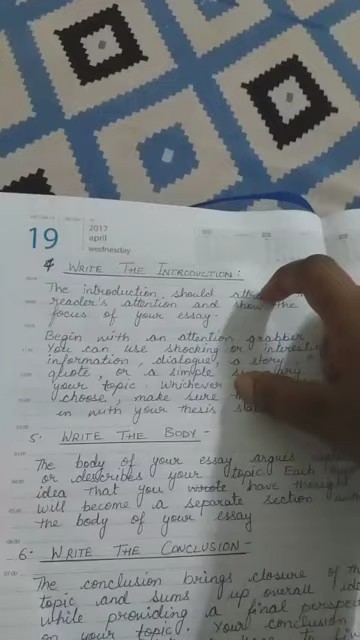 19
2017
april
wednesday
4 WRITE THE INTRODUCTION:
The introduction should
reader's attention and show the
focus of your essay.
Begin with an attention grabber
You can use shocking or
information, dialogue, a story,
quote, or a simple
your topic. Whichever
choose, make sure
in with your thesis
5. WRITE THE BODY -
The body of your essay argues
or describes your topic. Each
idea that you wrote have
will become a separate section
the body of your essay
6. WRITE THE CONCLUSION -
The conclusion brings closure of
topic and sums up overall
while providing a final
on your topic. Your conclusion